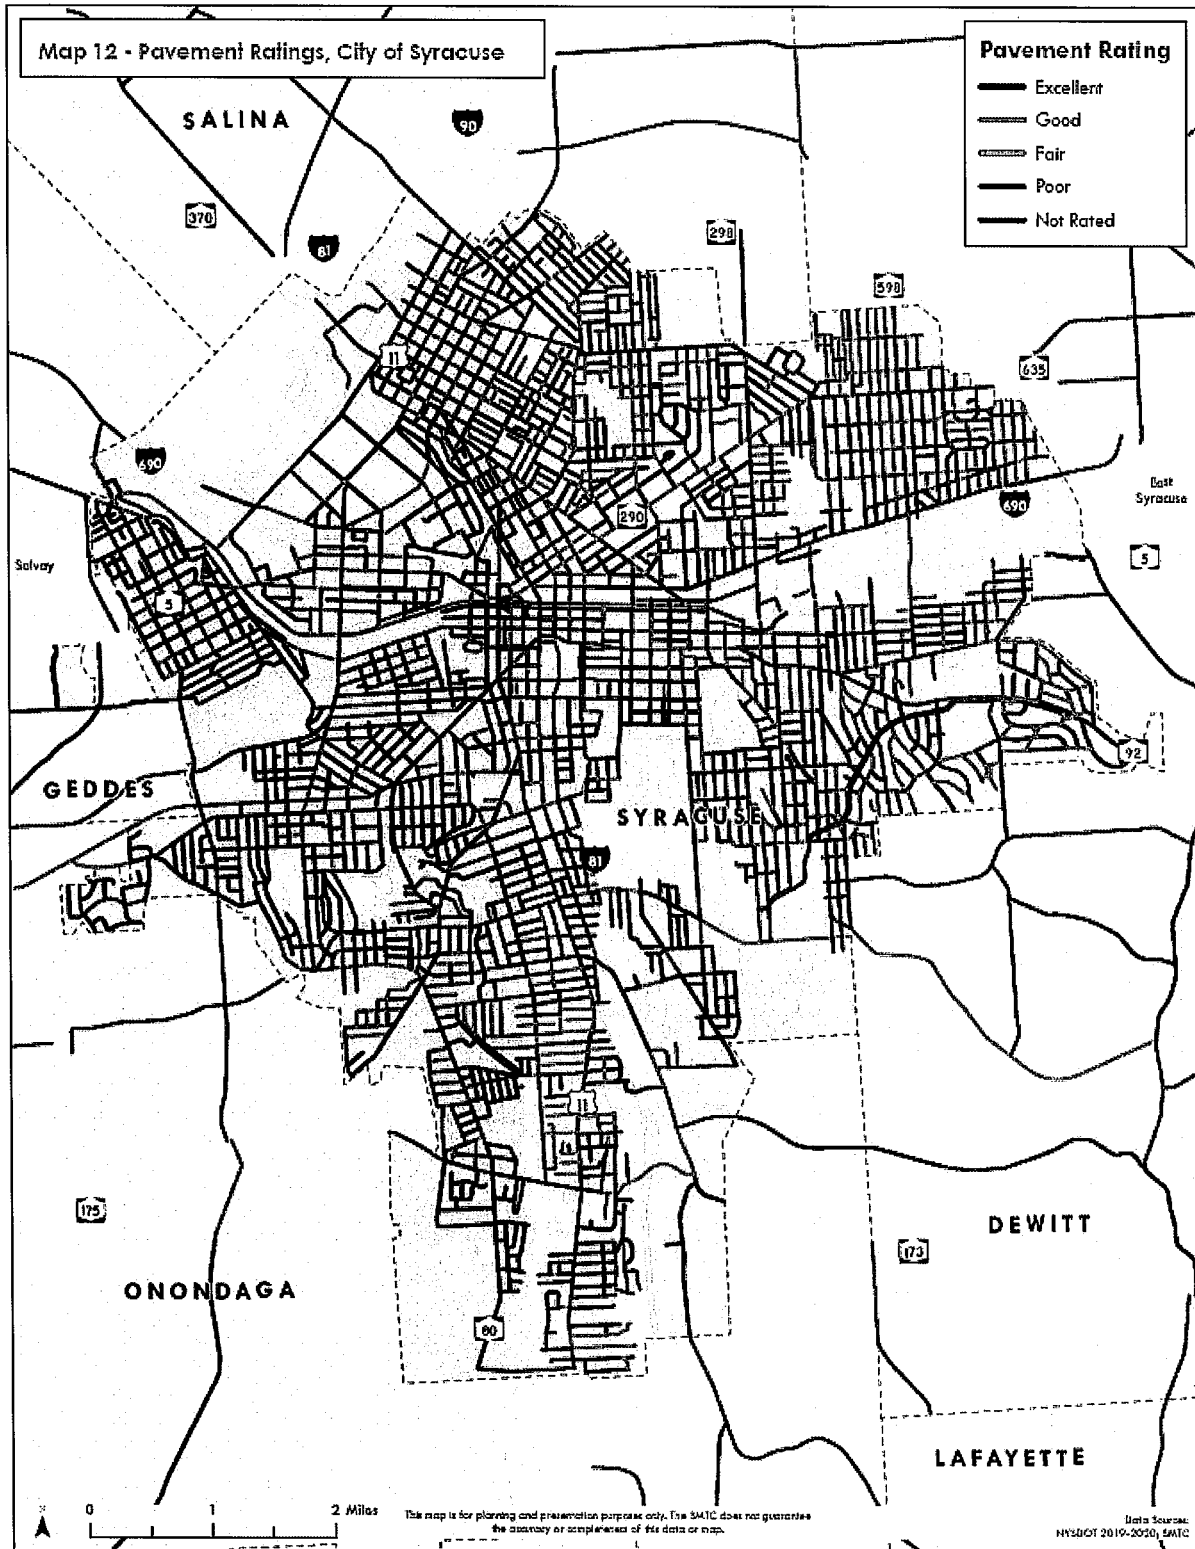 Map 12 - Pavement Ratings, City of Syracuse
Pavement Rating
Excellent
Good
Fair
Poor
Not Rated
SALINA
90
370
81
298
598
11
635
690
East
Syracuse
290
690
Solvay
5
5
92
GEDDES
SYRACUSE
81
11
175
DEWITT
173
ONONDAGA
80
LAFAYETTE
0 1 2 Miles
This map is for planning and presentation purposes only. The SMTC does not guarantee
the accuracy or completeness of this data or map.
Data Sources:
NYSDOT 2019-2020, SMTC